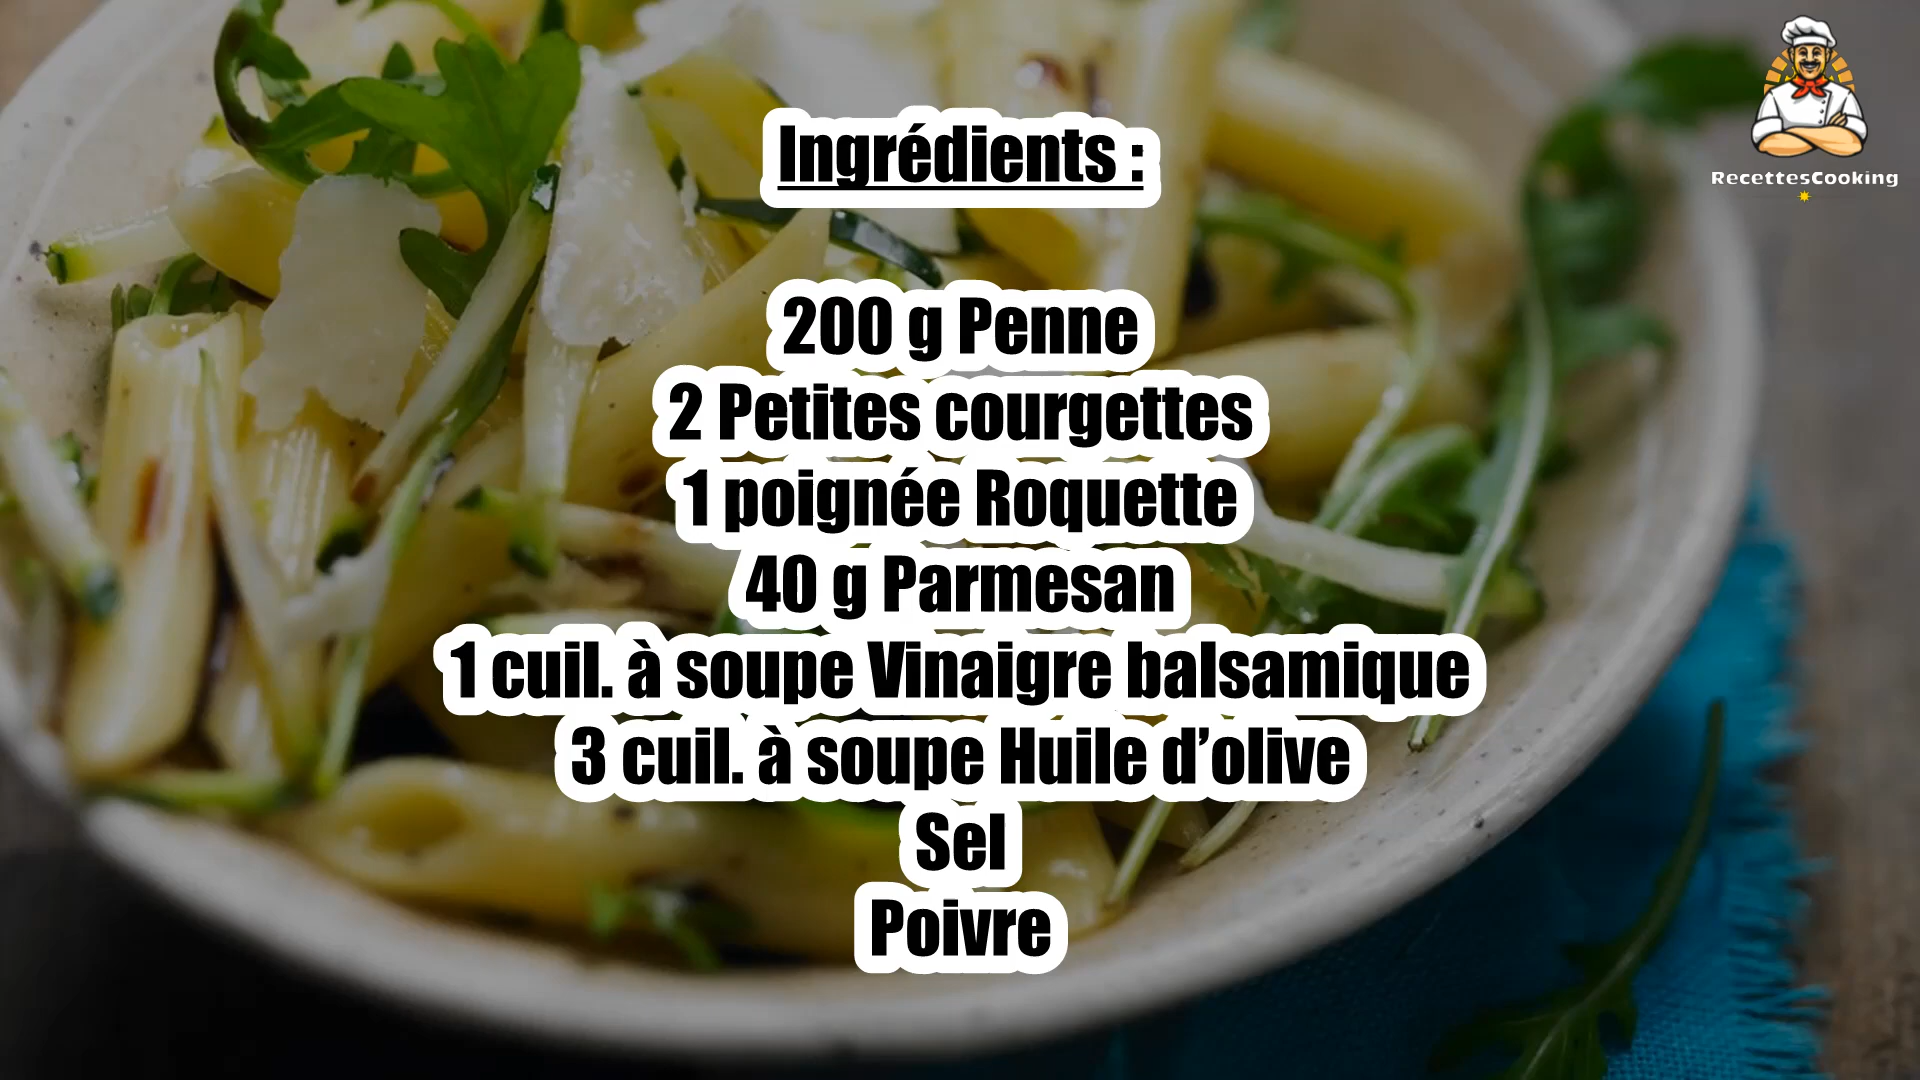 RecettesCooking
Ingrédients :
200 g Penne
2 Petites courgettes
1 poignée Roquette
40 g Parmesan
1 cuil. à soupe Vinaigre balsamique
3 cuil. à soupe Huile d’olive
Sel
Poivre